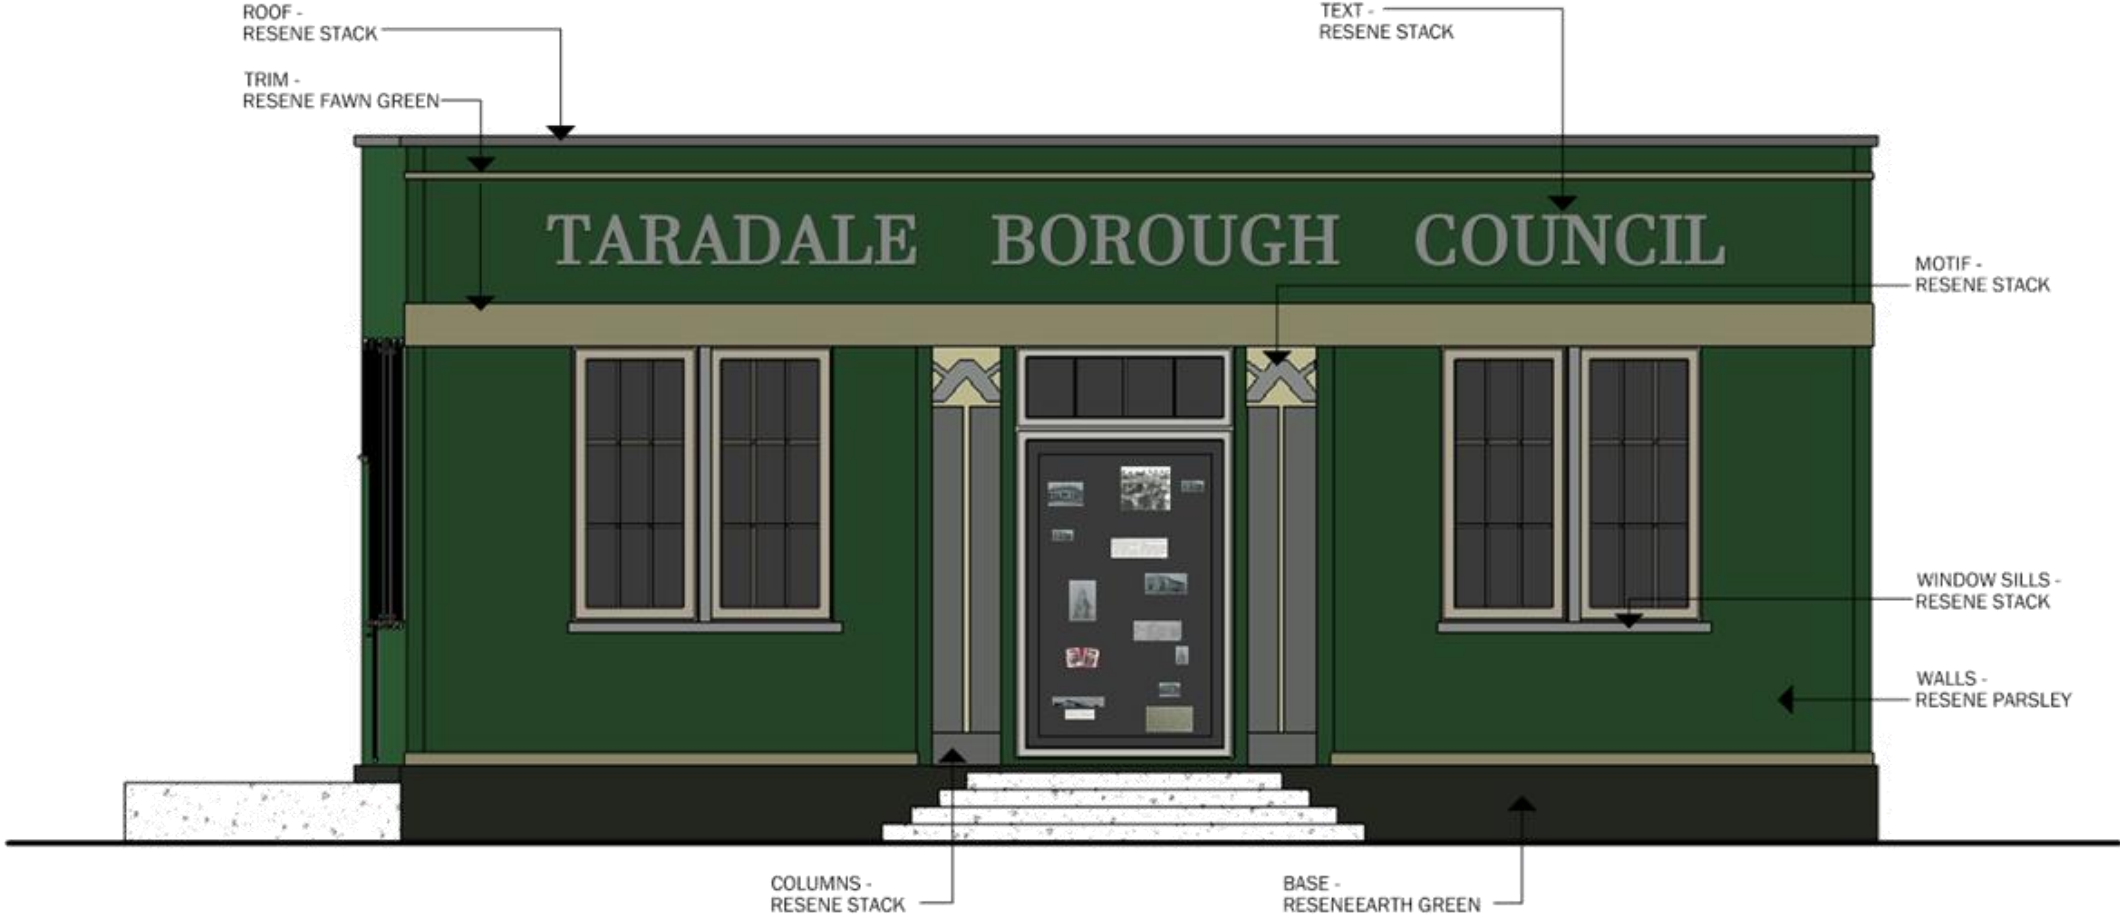 ROOF -
RESENE STACK
TRIM -
RESENE FAWN GREEN
TEXT -
RESENE STACK
TARADALE BOROUGH COUNCIL
MOTIF -
RESENE STACK
WINDOW SILLS -
RESENE STACK
WALLS -
RESENE PARSLEY
COLUMNS -
RESENE STACK
BASE -
RESENEEARTH GREEN